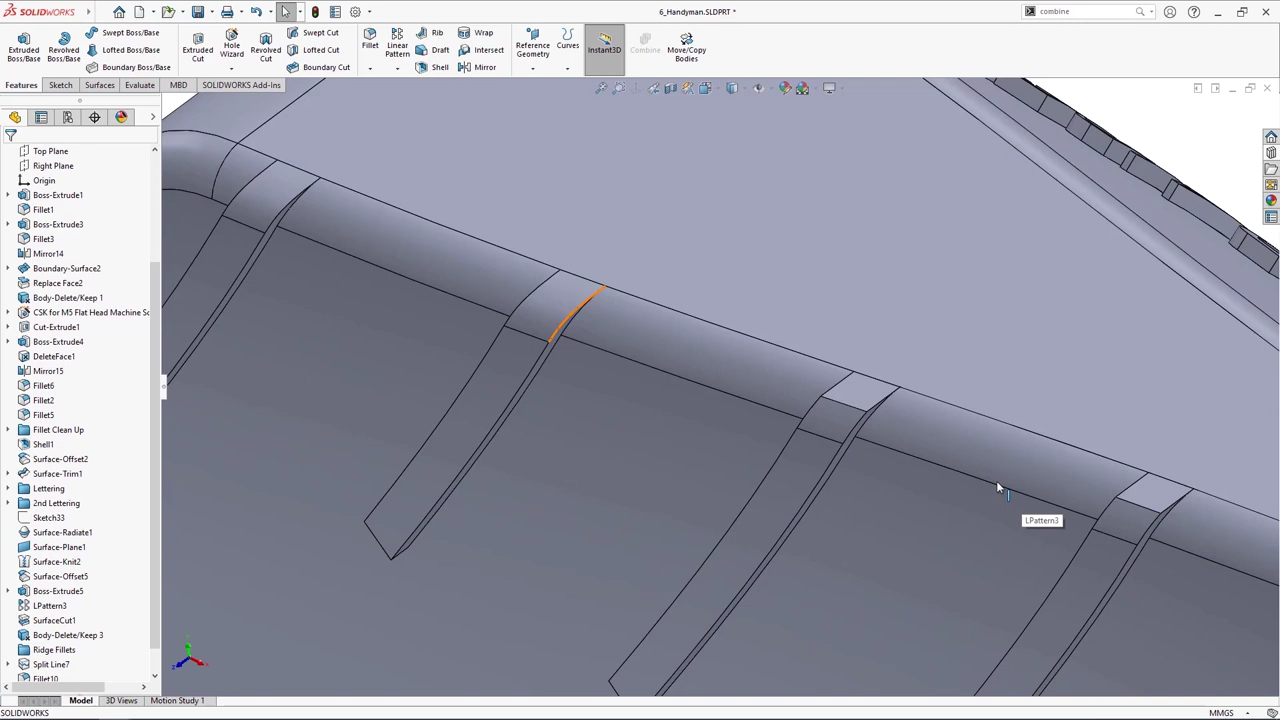 SOLIDWORKS
6_Handyman.SLDPRT *
combine
Extruded Boss/Base
Revolved Boss/Base
Swept Boss/Base
Lofted Boss/Base
Boundary Boss/Base
Extruded Cut
Hole Wizard
Revolved Cut
Swept Cut
Lofted Cut
Boundary Cut
Fillet
Linear Pattern
Rib
Draft
Shell
Wrap
Intersect
Mirror
Reference Geometry
Curves
Instant3D
Combine
Move/Copy Bodies
Features
Sketch
Surfaces
Evaluate
MBD
SOLIDWORKS Add-Ins
Top Plane
Right Plane
Origin
Boss-Extrude1
Fillet1
Boss-Extrude3
Fillet3
Mirror14
Boundary-Surface2
Replace Face2
Body-Delete/Keep 1
CSK for M5 Flat Head Machine Sc
Cut-Extrude1
Boss-Extrude4
DeleteFace1
Mirror15
Fillet6
Fillet2
Fillet5
Fillet Clean Up
Shell1
Surface-Offset2
Surface-Trim1
Lettering
2nd Lettering
Sketch33
Surface-Radiate1
Surface-Plane1
Surface-Knit2
Surface-Offset5
Boss-Extrude5
LPattern3
SurfaceCut1
Body-Delete/Keep 3
Ridge Fillets
Split Line7
Fillet10
LPattern3
Model
3D Views
Motion Study 1
SOLIDWORKS
MMGS